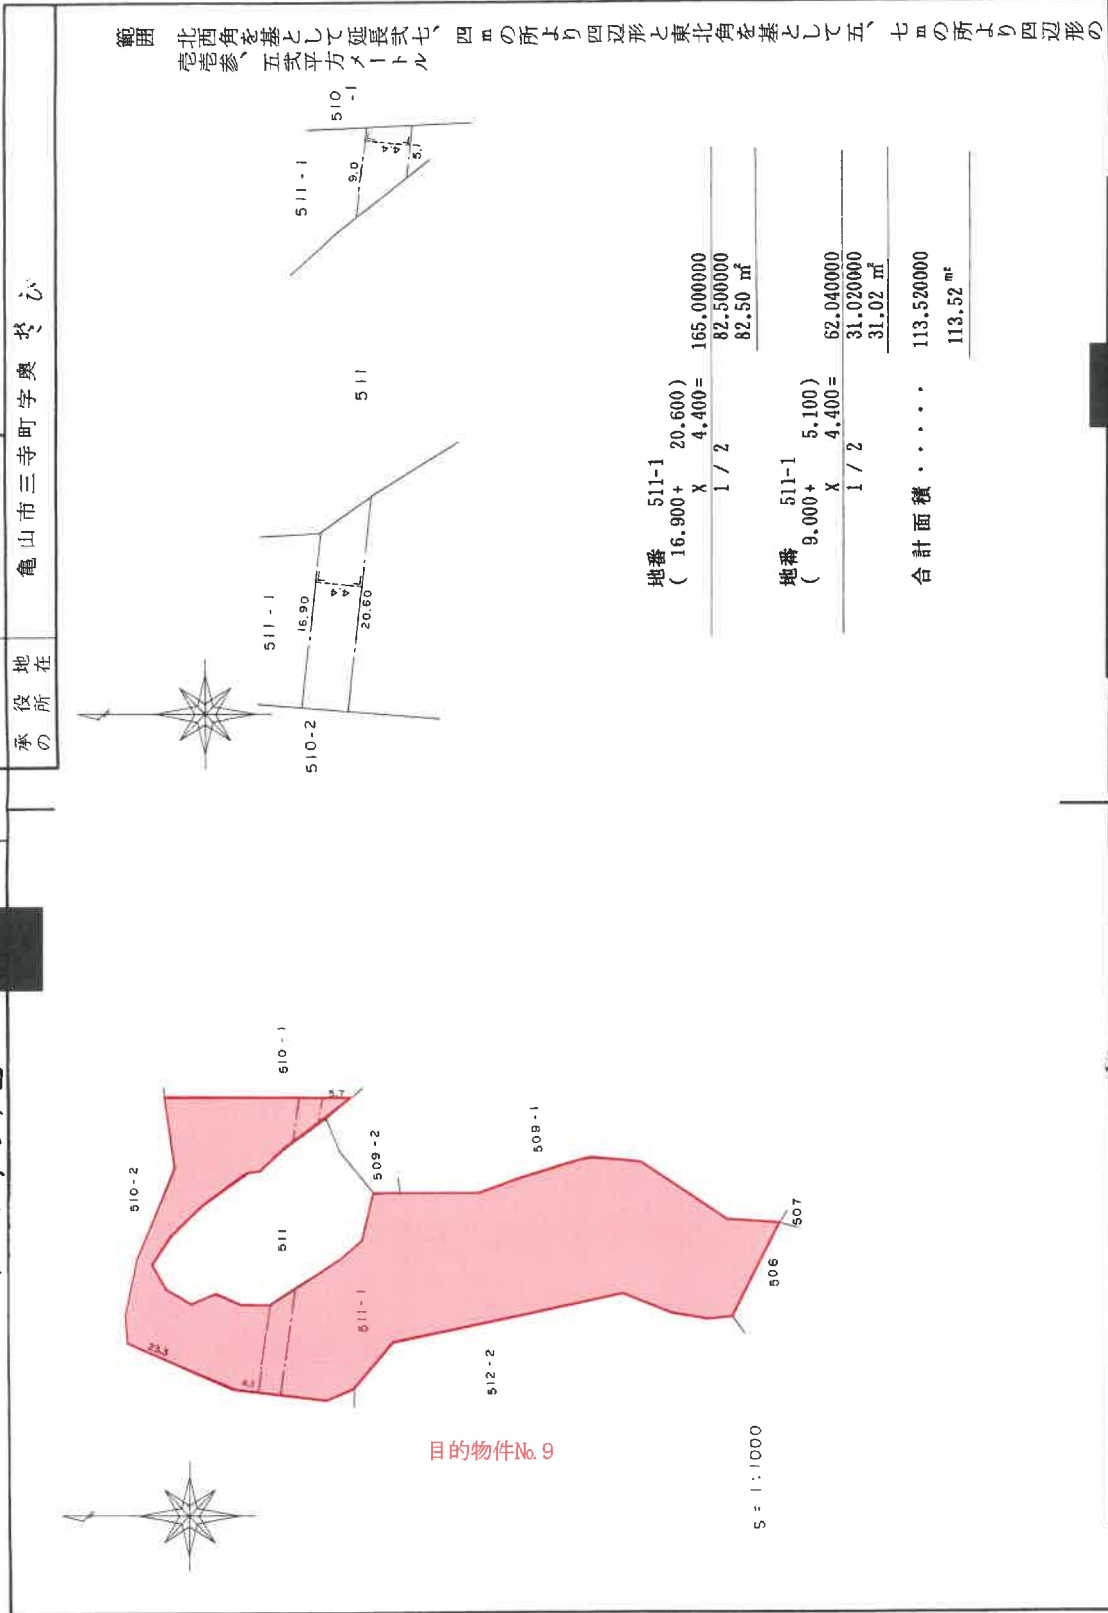 承役地
の所在
亀山市三寺町字奥
範囲
北西角を基として延長弐七、四mの所より四辺形と東北角を基として五、七mの所より四辺形の
壱壱参、五弐平方メートル
511-1
16.90
4.4
20.60
510-2
511
511-1
510
-1
9.0
4.4
5.1
地番 511-1
( 16.900+ 20.600)
X 4.400= 165.000000
1 / 2 82.500000
82.50 ㎡
地番 511-1
( 9.000+ 5.100)
X 4.400= 62.040000
1 / 2 31.020000
31.02 ㎡
合計面積・・・・・ 113.520000
113.52 ㎡
510-2
510-1
5.7
23.3
4.1
511
511-1
509-2
509-1
512-2
506
507
目的物件№9
S = 1:1000